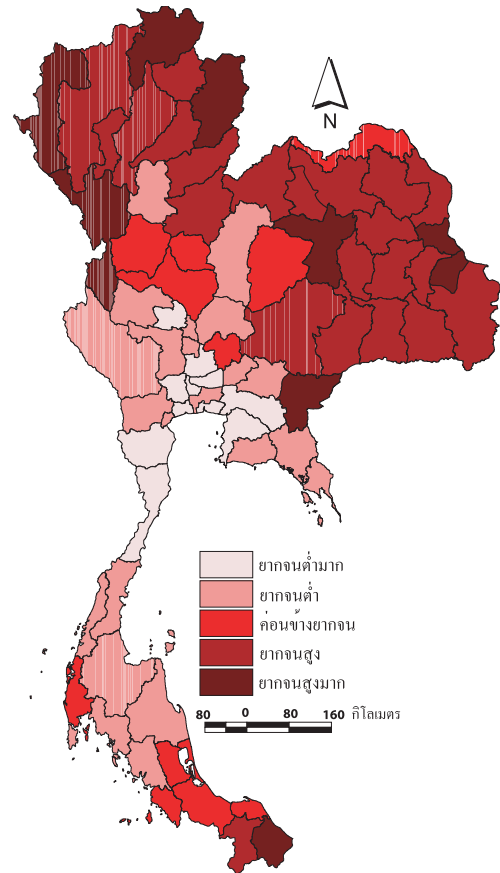 N
ยากจนต่ำมาก
ยากจนต่ำ
ค่อนข้างยากจน
ยากจนสูง
ยากจนสูงมาก
80 0 80 160 กิโลเมตร